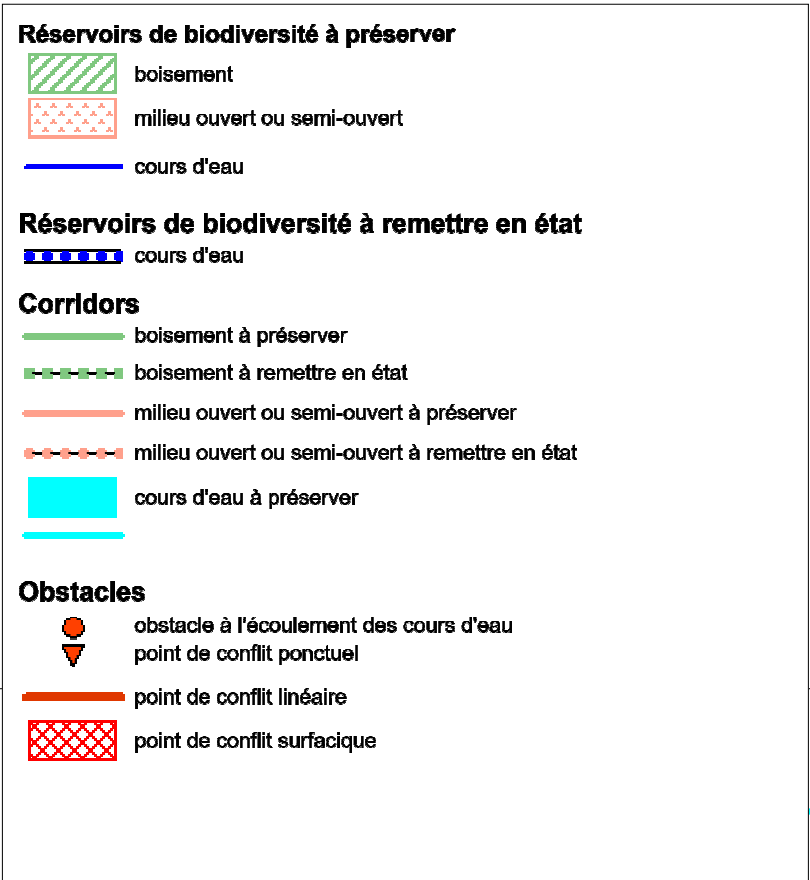 Réservoirs de biodiversité à préserver
boisement
milieu ouvert ou semi-ouvert
cours d'eau
Réservoirs de biodiversité à remettre en état
cours d'eau
Corridors
boisement à préserver
boisement à remettre en état
milieu ouvert ou semi-ouvert à préserver
milieu ouvert ou semi-ouvert à remettre en état
cours d'eau à préserver
Obstacles
obstacle à l'écoulement des cours d'eau
point de conflit ponctuel
point de conflit linéaire
point de conflit surfacique